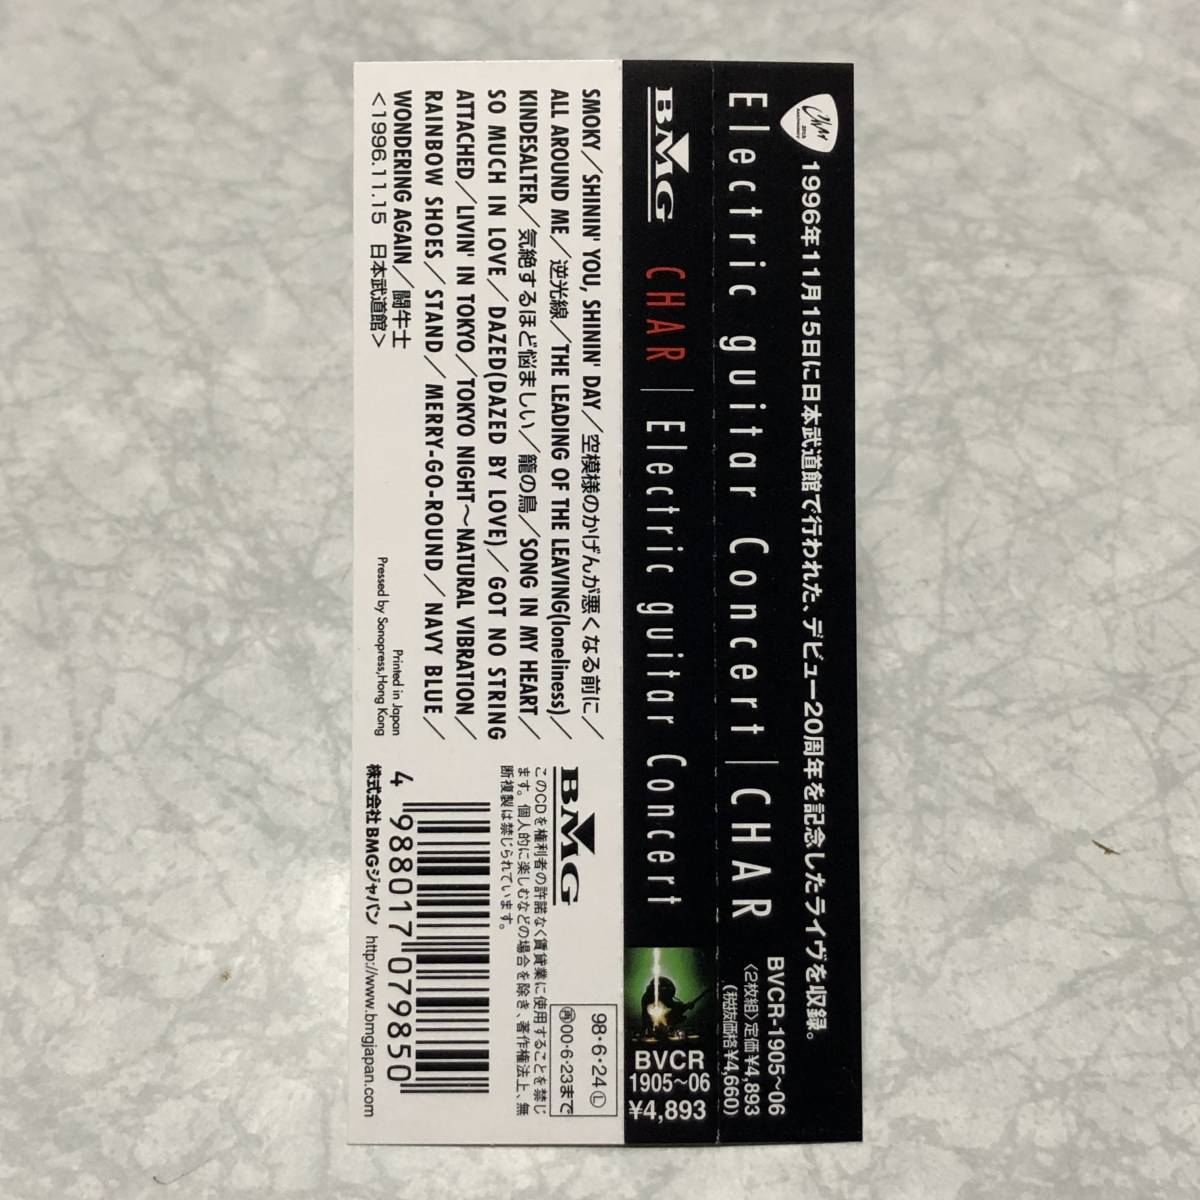 1996年11月15日に日本武道館で行われた、デビュー20周年を記念したライヴを収録。
Electric guitar Concert | CHAR
BVCR-1905〜06
〈2枚組〉定価¥4,893
(税抜価格¥4,660)
BMG
CHAR | Electric guitar Concert
BVCR
1905〜06
¥4,893
SMOKY／SHININ' YOU, SHININ' DAY／空模様のかげんが悪くなる前に／
ALL AROUND ME／逆光線／THE LEADING OF THE LEAVING(loneliness)／
KINDESALTER／気絶するほど悩ましい／籠の鳥／SONG IN MY HEART／
SO MUCH IN LOVE／DAZED(DAZED BY LOVE)／GOT NO STRING
ATTACHED／LIVIN' IN TOKYO／TOKYO NIGHT〜NATURAL VIBRATION／
RAINBOW SHOES／STAND／MERRY-GO-ROUND／NAVY BLUE／
WONDERING AGAIN／闘牛士
＜1996.11.15　日本武道館＞
Printed in Japan
Pressed by Sonopress,Hong Kong
BMG
98・6・24Ⓛ
㊢00・6・23まで
このCDを権利者の許諾なく賃貸業に使用することを禁じ
ます。個人的に楽しむなどの場合を除き、著作権法上、無
断複製は禁じられています。
4 988017 079850
株式会社 BMGジャパン http://www.bmgjapan.com